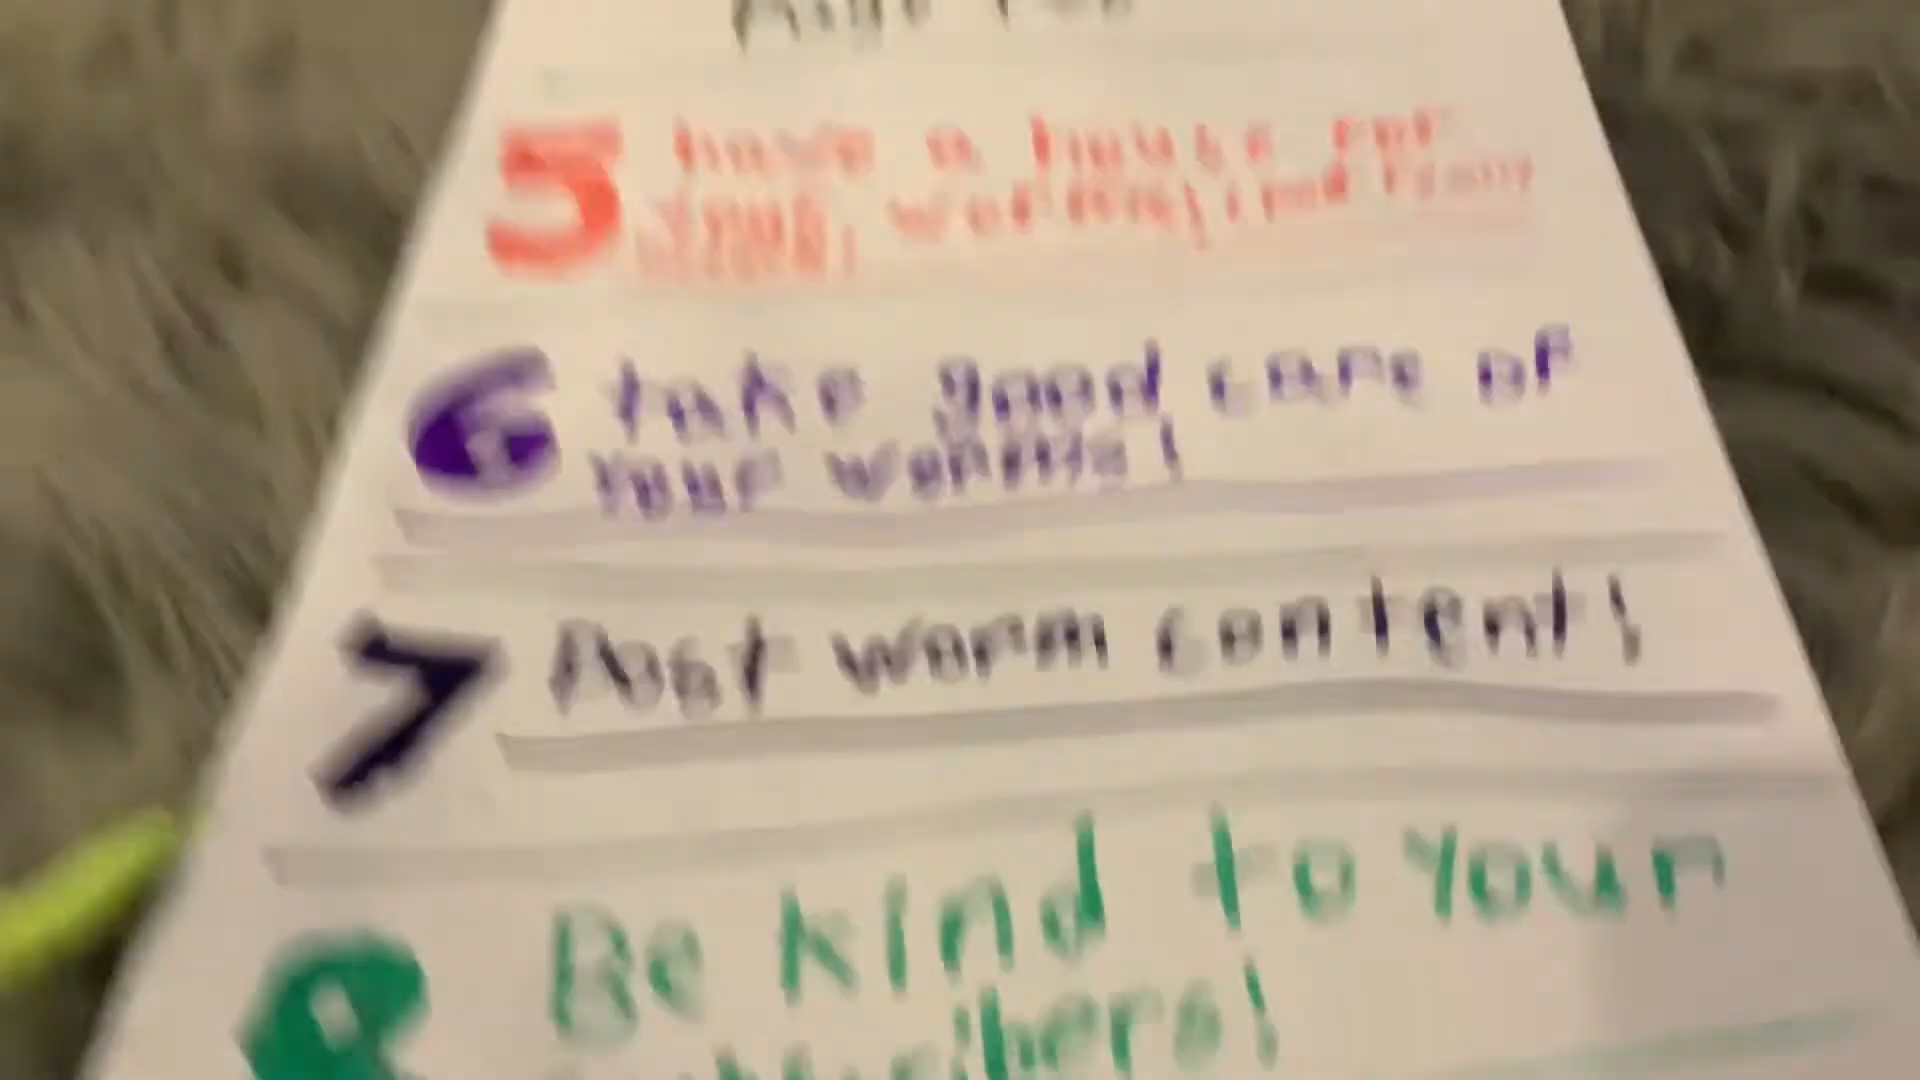 5 have a house for
your worms!
6 take good care of
your worms!
7 Post worm content!
8 Be kind to your
subscribers!